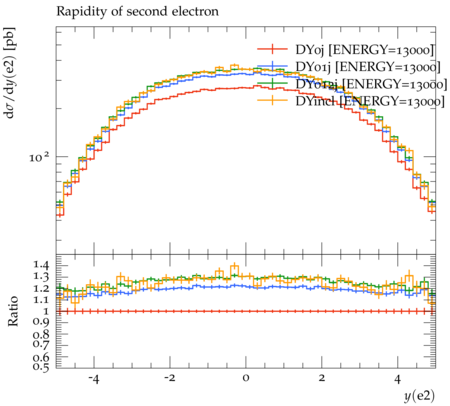 Rapidity of second electron
dσ/dy(e2) [pb]
DY0j [ENERGY=13000]
DY01j [ENERGY=13000]
DY012j [ENERGY=13000]
DYincl [ENERGY=13000]
10²
Ratio
1.4
1.3
1.2
1.1
1
0.9
0.8
0.7
0.6
0.5
-4 -2 0 2 4
y(e2)